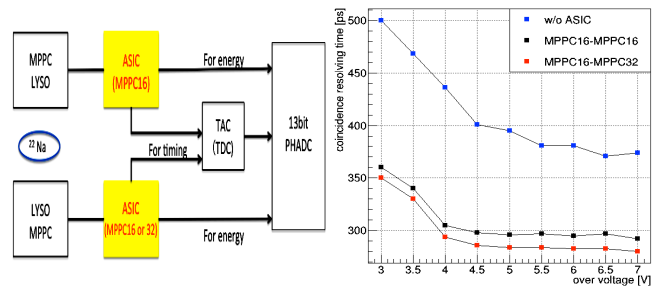 MPPC
LYSO
ASIC
(MPPC16)
For energy
22 Na
For timing
TAC
(TDC)
13bit
PHADC
LYSO
MPPC
ASIC
(MPPC16 or 32)
For energy
coincidence resolving time [ps]
500
450
400
350
300
w/o ASIC
MPPC16-MPPC16
MPPC16-MPPC32
3 3.5 4 4.5 5 5.5 6 6.5 7
over voltage [V]